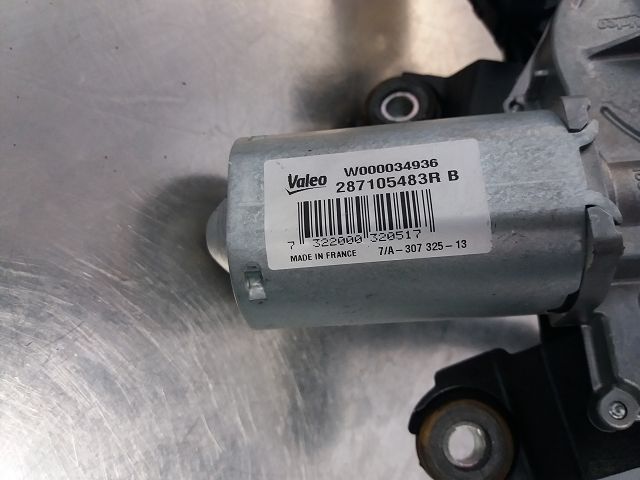 Valeo
W000034936
287105483R B
7 322000 320517
MADE IN FRANCE 7/A-307 325-13